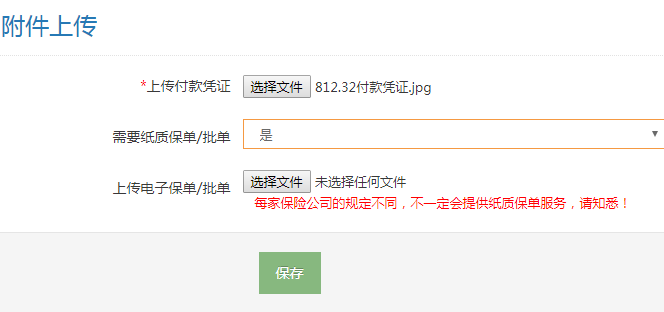 附件上传
*上传付款凭证 选择文件 812.32付款凭证.jpg
需要纸质保单/批单 是
上传电子保单/批单 选择文件 未选择任何文件
每家保险公司的规定不同，不一定会提供纸质保单服务，请知悉！
保存